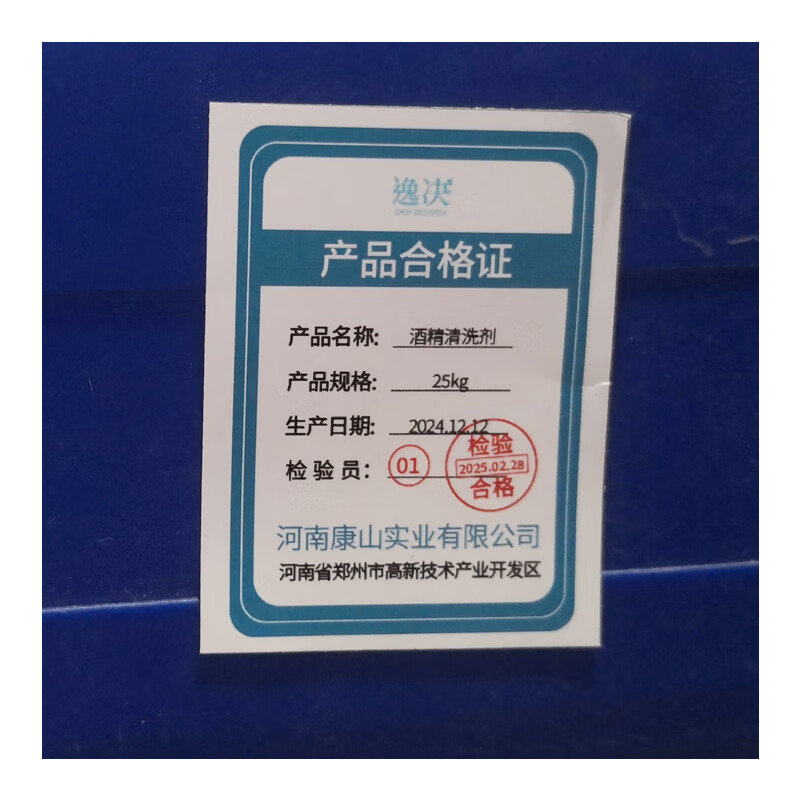 逸决
产品合格证
产品名称: 酒精清洗剂
产品规格: 25kg
生产日期: 2024.12.12
检验员: 01
检验
2025.02.28
合格
河南康山实业有限公司
河南省郑州市高新技术产业开发区